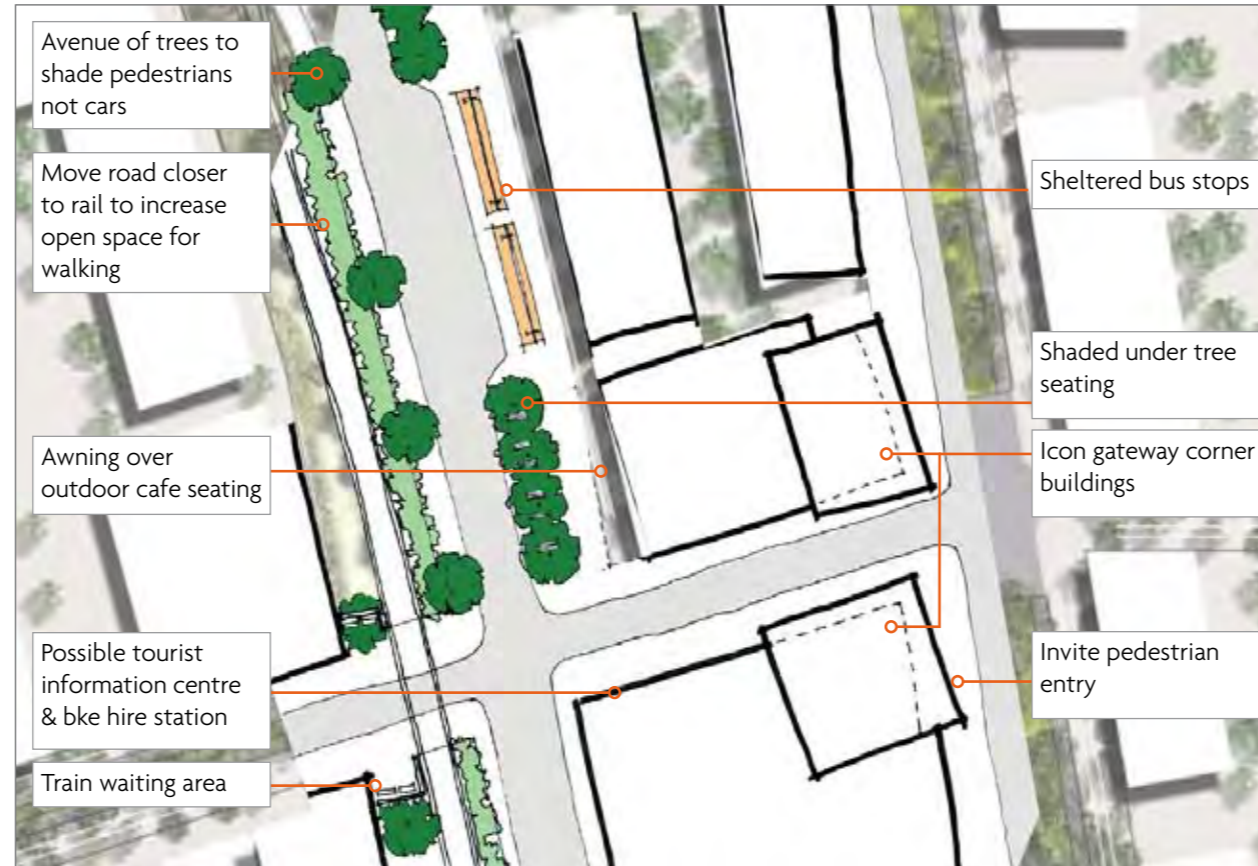 Avenue of trees to
shade pedestrians
not cars
Move road closer
to rail to increase
open space for
walking
Awning over
outdoor cafe seating
Possible tourist
information centre
& bke hire station
Train waiting area
Sheltered bus stops
Shaded under tree
seating
Icon gateway corner
buildings
Invite pedestrian
entry